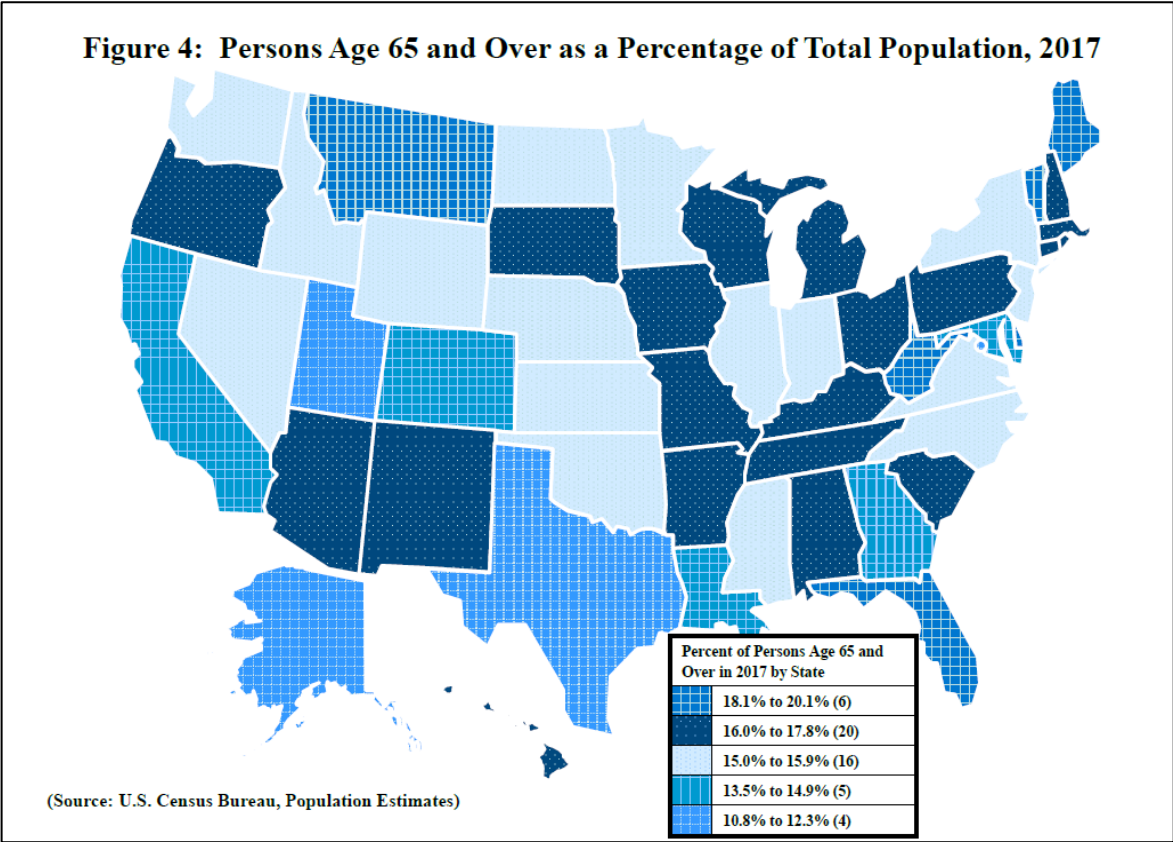 Figure 4: Persons Age 65 and Over as a Percentage of Total Population, 2017
Percent of Persons Age 65 and
Over in 2017 by State
18.1% to 20.1% (6)
16.0% to 17.8% (20)
15.0% to 15.9% (16)
13.5% to 14.9% (5)
10.8% to 12.3% (4)
(Source: U.S. Census Bureau, Population Estimates)